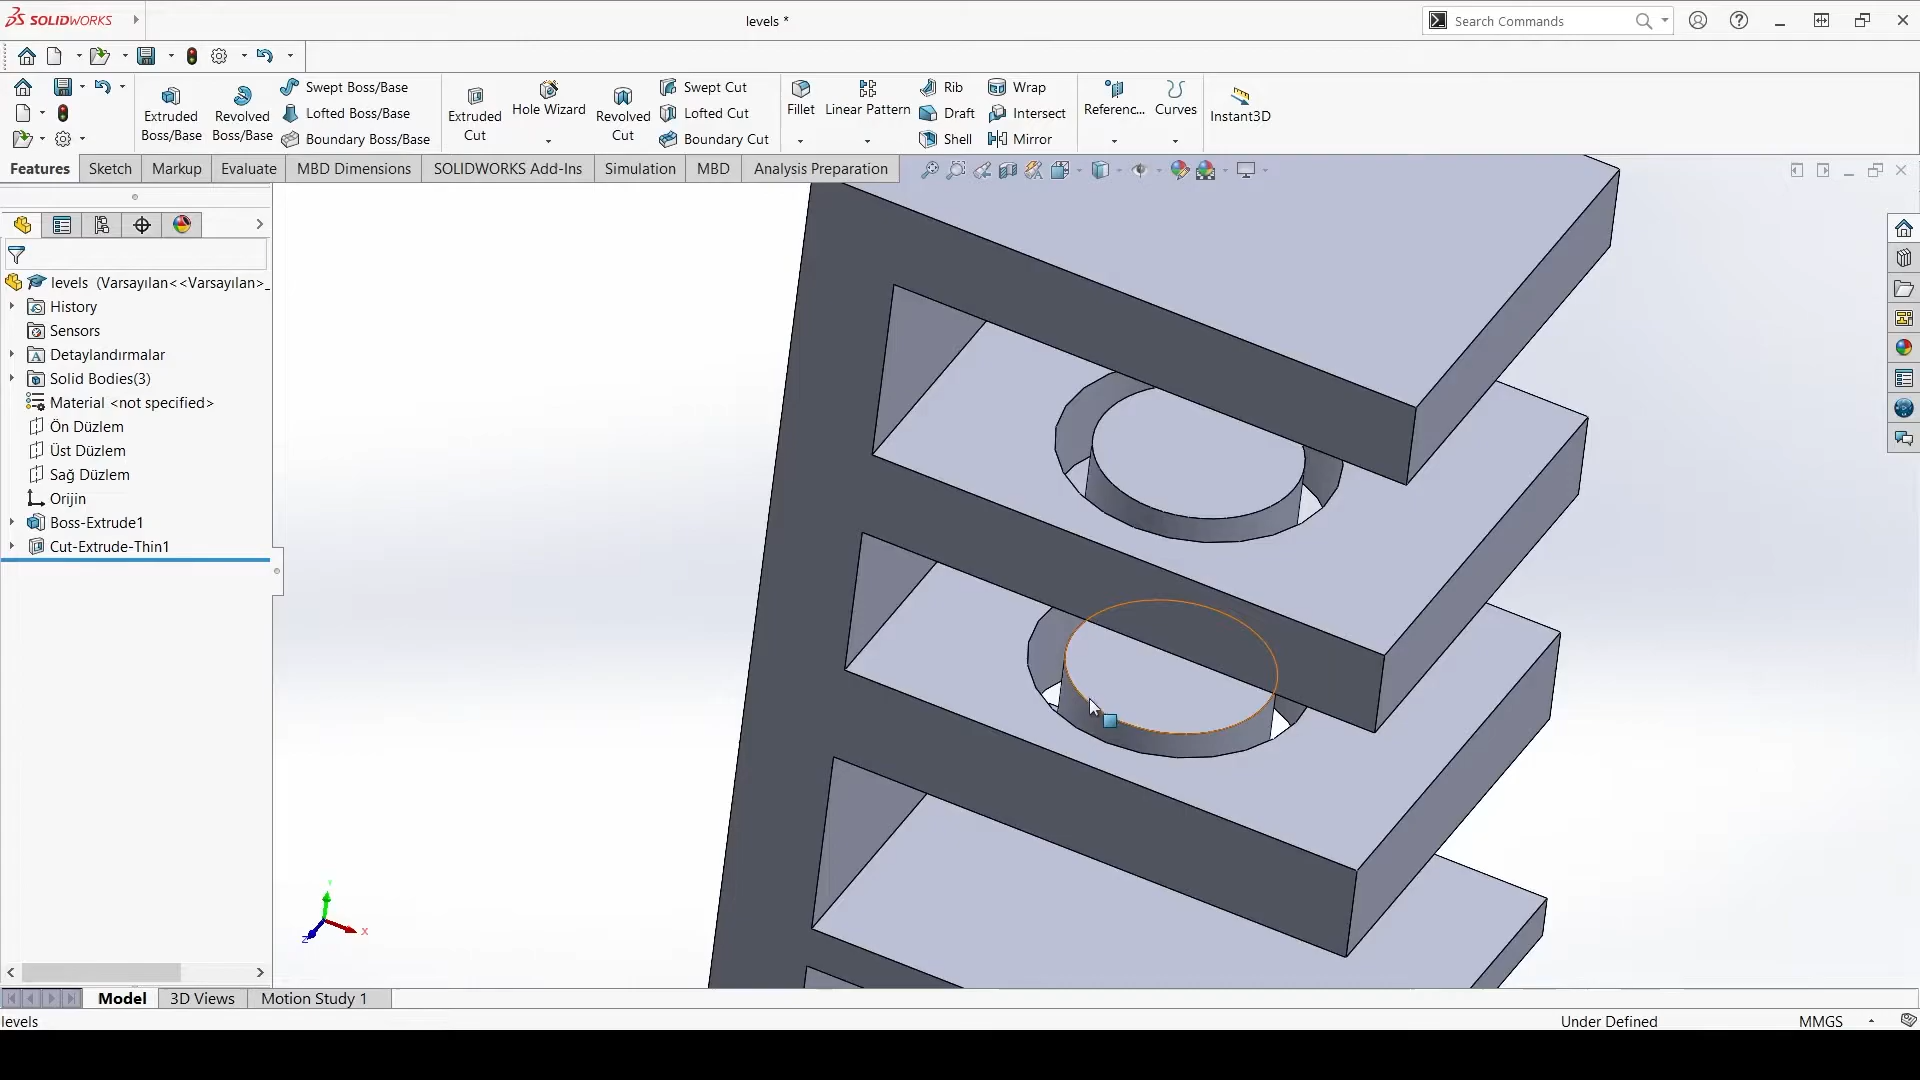 SOLIDWORKS
levels *
Search Commands
Extruded Boss/Base
Revolved Boss/Base
Swept Boss/Base
Lofted Boss/Base
Boundary Boss/Base
Extruded Cut
Hole Wizard
Revolved Cut
Swept Cut
Lofted Cut
Boundary Cut
Fillet
Linear Pattern
Rib
Draft
Shell
Wrap
Intersect
Mirror
Referenc...
Curves
Instant3D
Features
Sketch
Markup
Evaluate
MBD Dimensions
SOLIDWORKS Add-Ins
Simulation
MBD
Analysis Preparation
levels (Varsayılan<<Varsayılan>_
History
Sensors
Detaylandırmalar
Solid Bodies(3)
Material <not specified>
Ön Düzlem
Üst Düzlem
Sağ Düzlem
Orijin
Boss-Extrude1
Cut-Extrude-Thin1
Y
X
Z
Model
3D Views
Motion Study 1
levels
Under Defined
MMGS